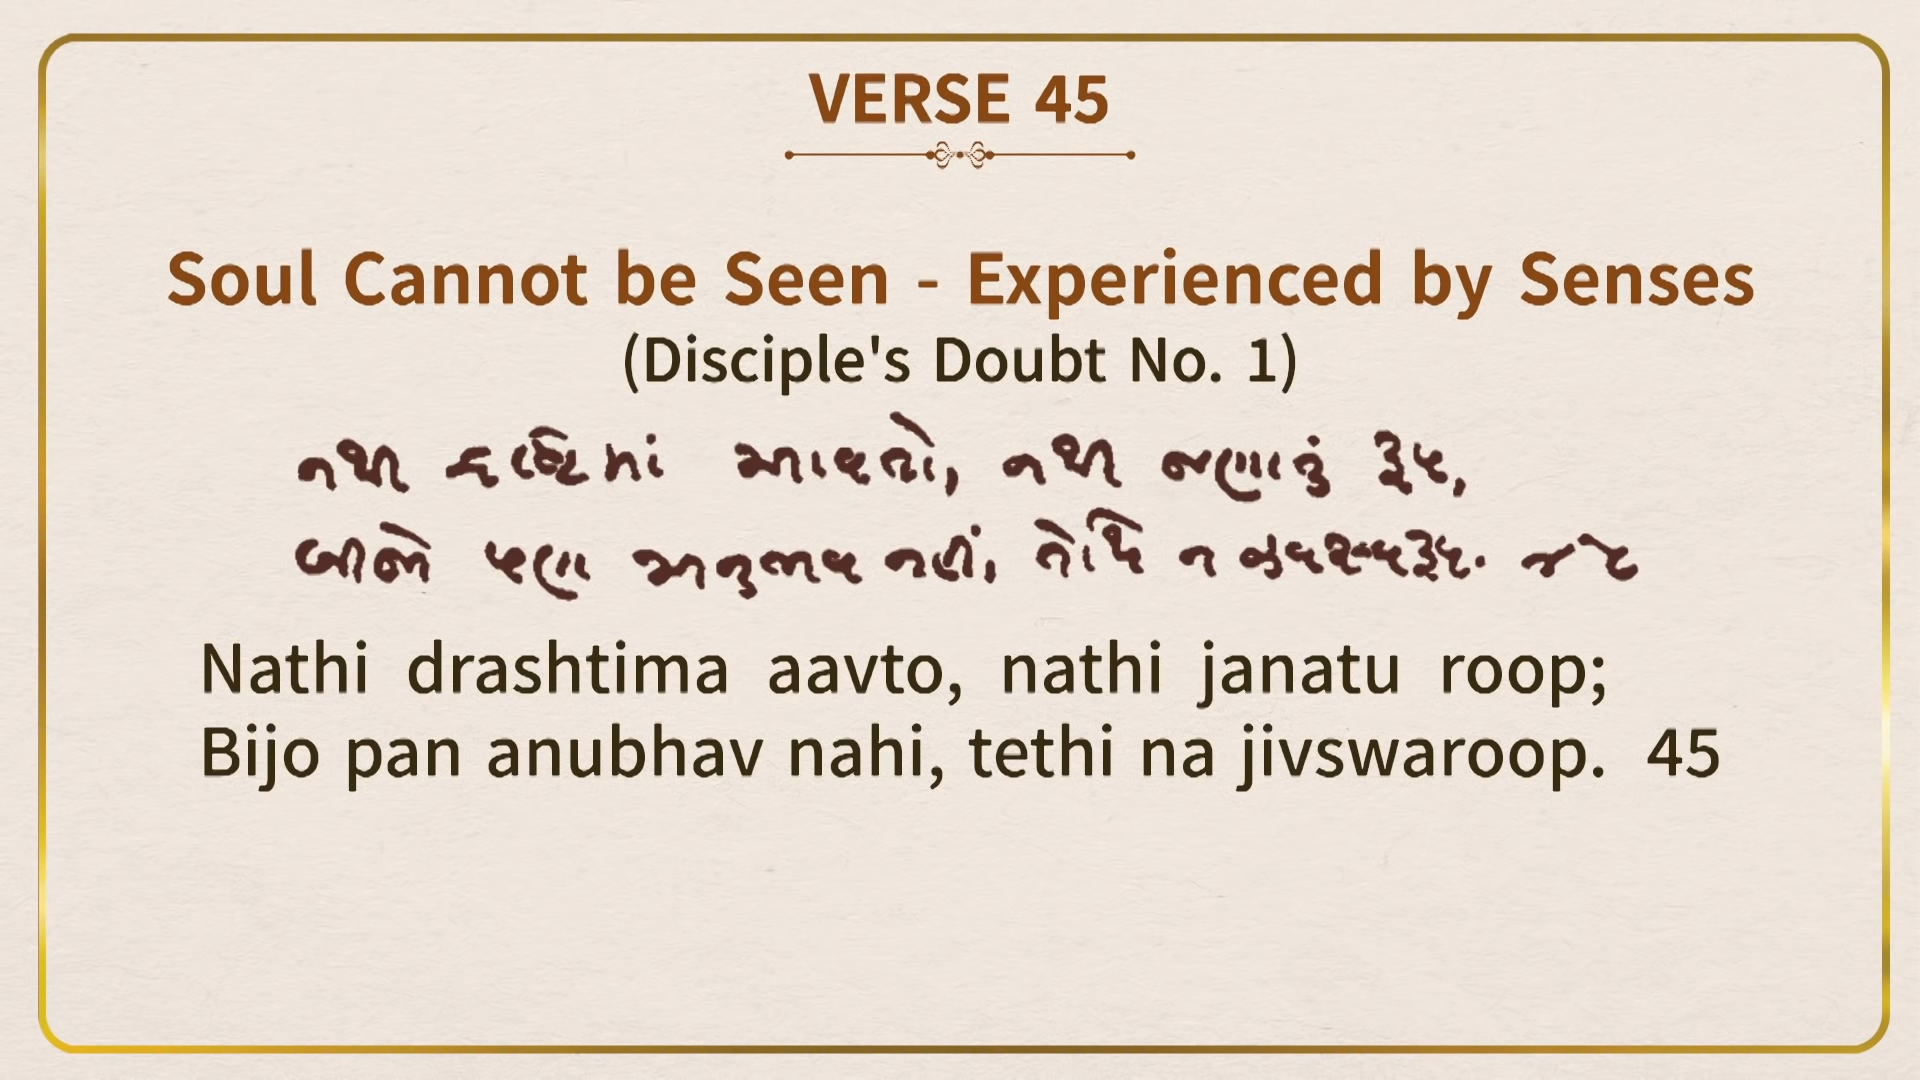 VERSE 45
Soul Cannot be Seen - Experienced by Senses
(Disciple's Doubt No. 1)
નથી દ્રષ્ટિમાં આવતો, નથી જણાતું રૂપ,
બીજો પણ અનુભવ નહીં, તેથિ ન જીવસ્વરૂપ. ૪૫
Nathi drashtima aavto, nathi janatu roop;
Bijo pan anubhav nahi, tethi na jivswaroop. 45